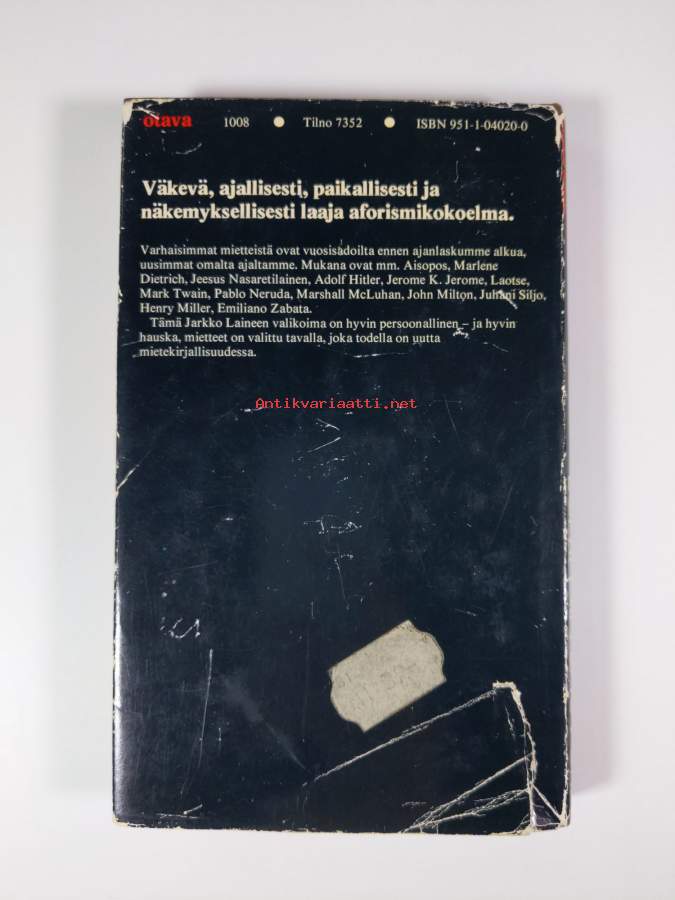 otava 1008 ● Tilno 7352 ● ISBN 951-1-04020-0
Väkevä, ajallisesti, paikallisesti ja
näkemyksellisesti laaja aforismikokoelma.
Varhaisimmat mietteistä ovat vuosisadoilta ennen ajanlaskumme alkua,
uusimmat omalta ajaltamme. Mukana ovat mm. Aisopos, Marlene
Dietrich, Jeesus Nasaretilainen, Adolf Hitler, Jerome K. Jerome, Laotse,
Mark Twain, Pablo Neruda, Marshall McLuhan, John Milton, Juhani Siljo,
Henry Miller, Emiliano Zabata.
Tämä Jarkko Laineen valikoima on hyvin persoonallinen – ja hyvin
hauska, mietteet on valittu tavalla, joka todella on uutta
mietekirjallisuudessa.
Antikvariaatti.net